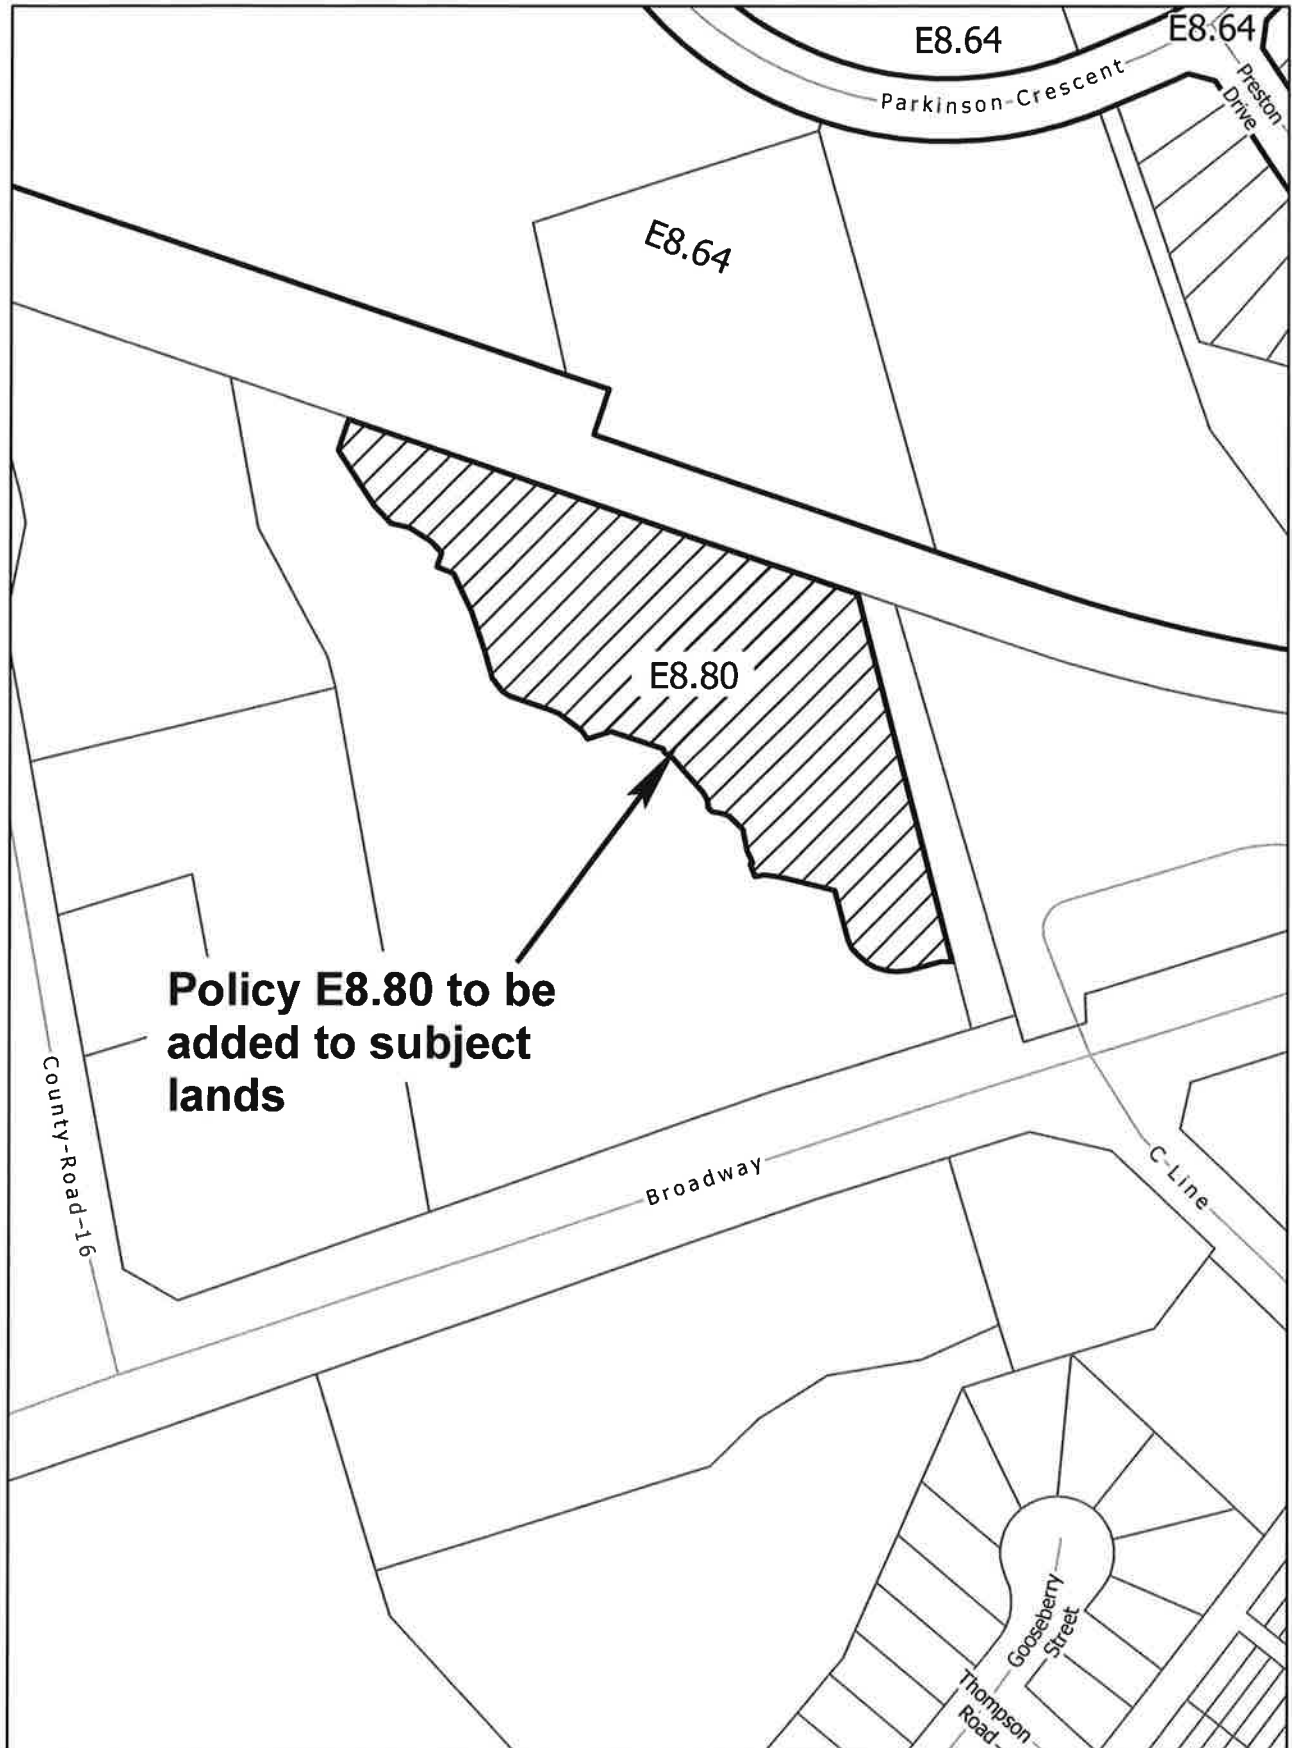 E8.64
E8.64
Parkinson-Crescent
Preston
Drive
E8.64
E8.80
Policy E8.80 to be
added to subject
lands
County-Road-16
Broadway
C-Line
Gooseberry
Street
Thompson
Road